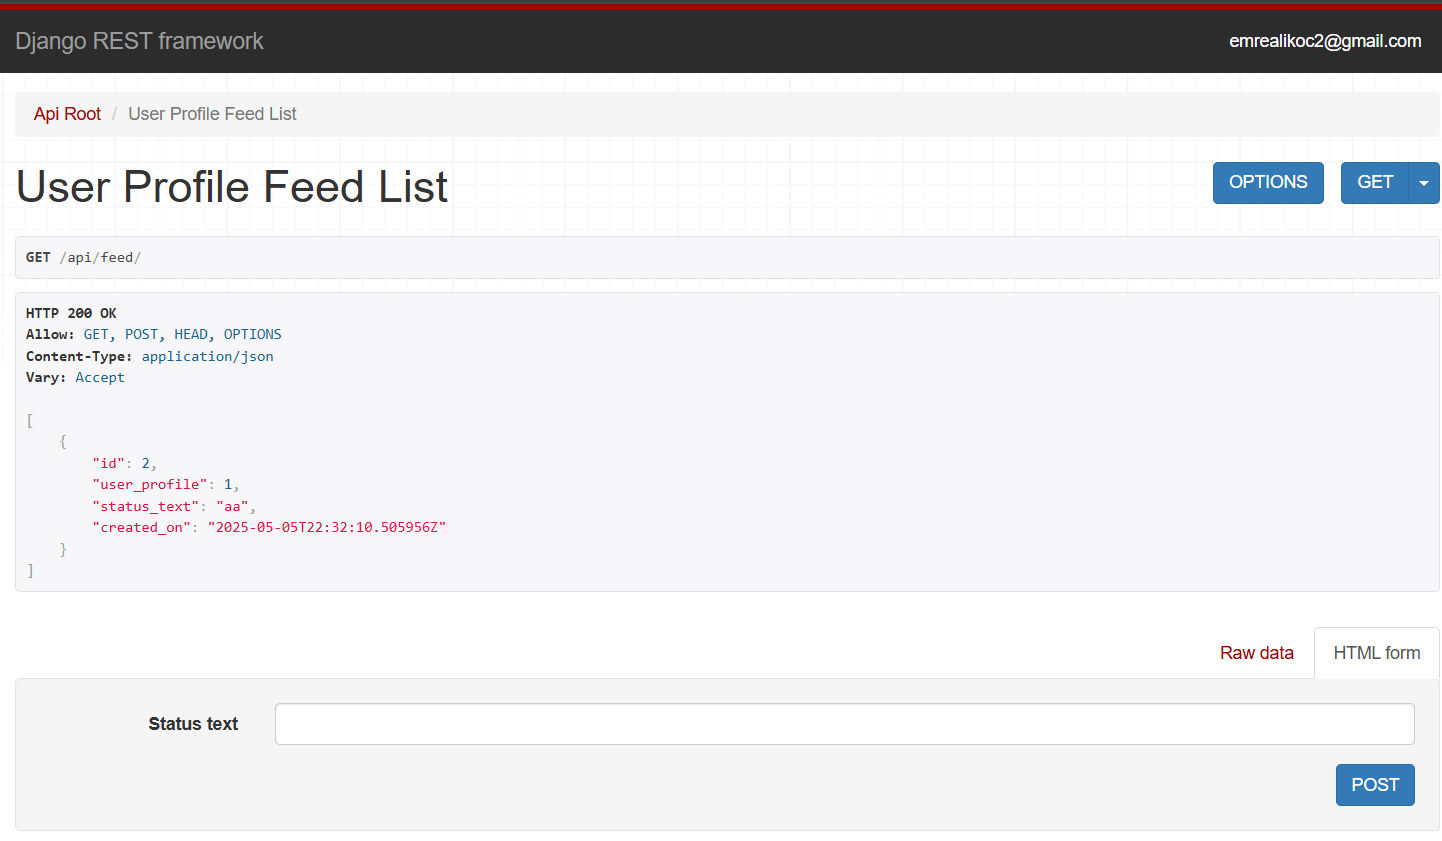 Django REST framework
emrealikoc2@gmail.com
Api Root / User Profile Feed List
User Profile Feed List
OPTIONS
GET
GET /api/feed/
HTTP 200 OK
Allow: GET, POST, HEAD, OPTIONS
Content-Type: application/json
Vary: Accept
[
    {
        "id": 2,
        "user_profile": 1,
        "status_text": "aa",
        "created_on": "2025-05-05T22:32:10.505956Z"
    }
]
Raw data
HTML form
Status text
POST